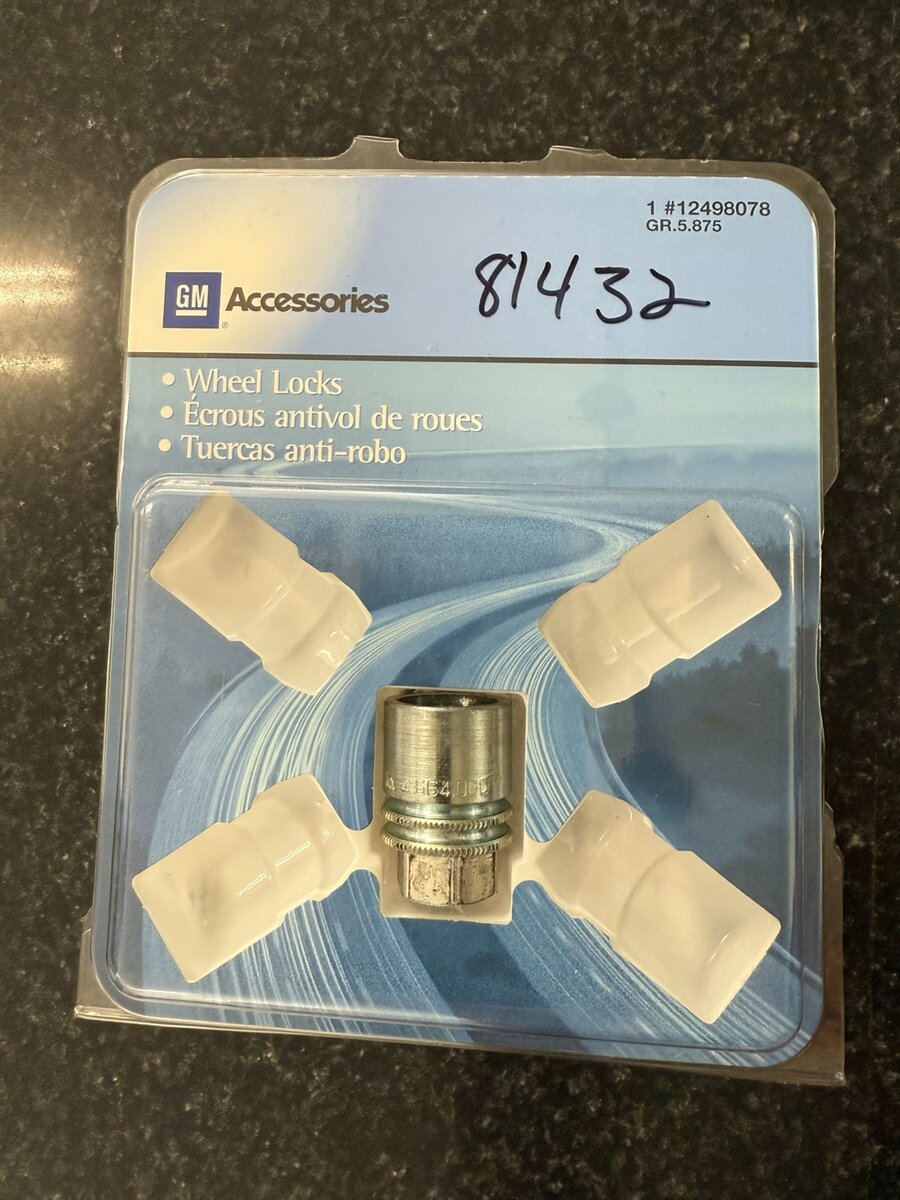 1 #12498078
GR.5.875
GM Accessories
®
81432
• Wheel Locks
• Écrous antivol de roues
• Tuercas anti-robo